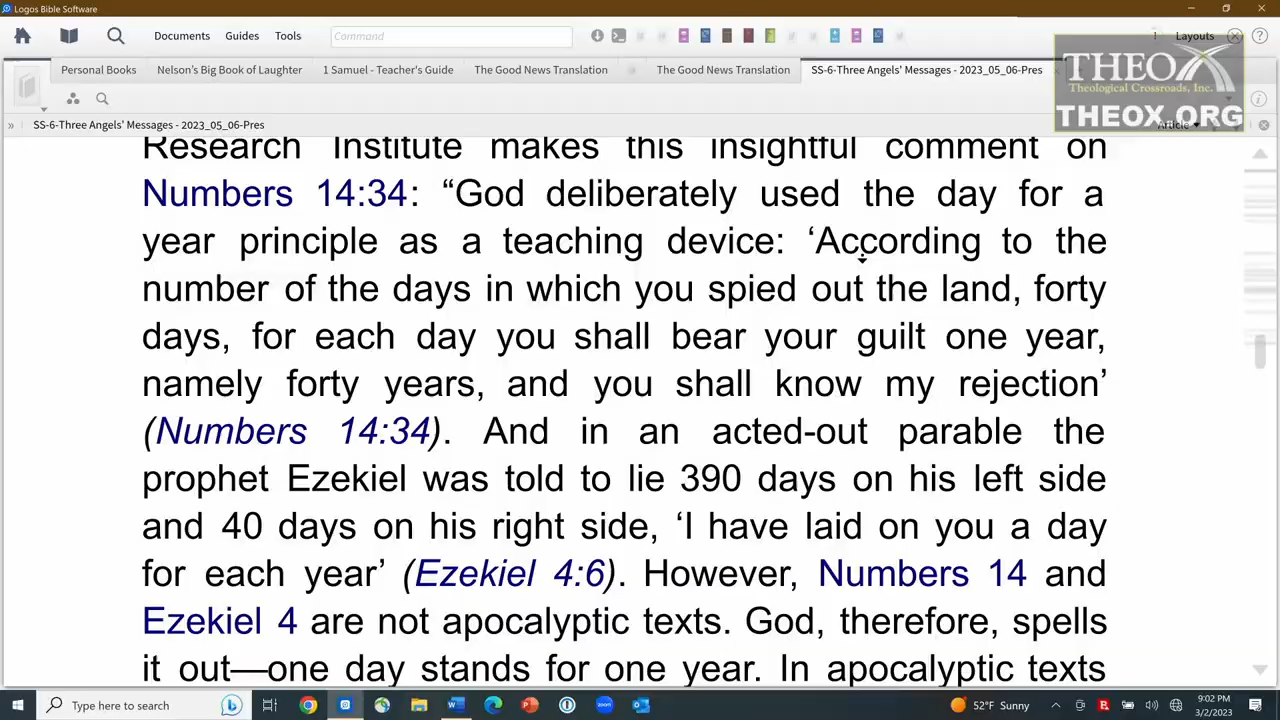 Logos Bible Software
Documents Guides Tools Command Layouts
Personal Books Nelson's Big Book of Laughter 1 Samuel - Teacher's Guide The Good News Translation The Good News Translation SS-6-Three Angels' Messages - 2023_05_06-Pres
THEOX
Theological Crossroads, Inc.
THEOX.ORG
SS-6-Three Angels' Messages - 2023_05_06-Pres
Article
Research Institute makes this insightful comment on
Numbers 14:34: “God deliberately used the day for a
year principle as a teaching device: ‘According to the
number of the days in which you spied out the land, forty
days, for each day you shall bear your guilt one year,
namely forty years, and you shall know my rejection’
(Numbers 14:34). And in an acted-out parable the
prophet Ezekiel was told to lie 390 days on his left side
and 40 days on his right side, ‘I have laid on you a day
for each year’ (Ezekiel 4:6). However, Numbers 14 and
Ezekiel 4 are not apocalyptic texts. God, therefore, spells
it out—one day stands for one year. In apocalyptic texts
Type here to search
52°F Sunny
9:02 PM
3/2/2023